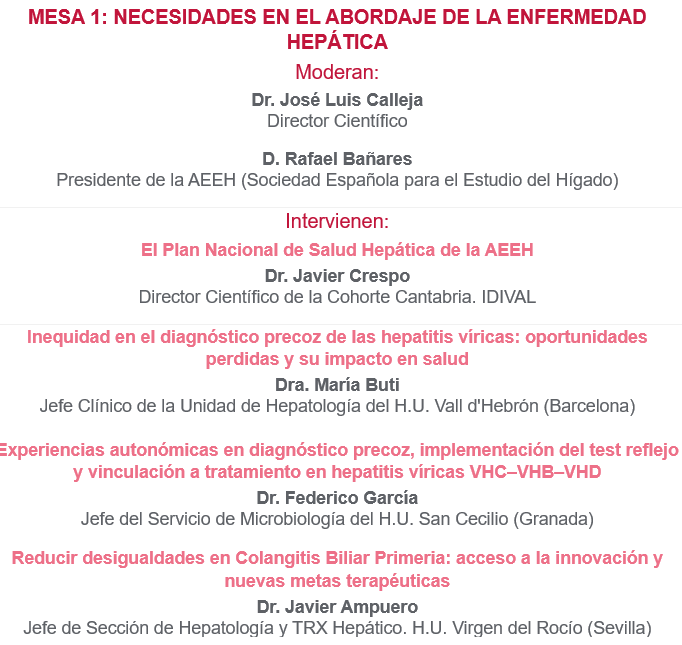 MESA 1: NECESIDADES EN EL ABORDAJE DE LA ENFERMEDAD
HEPÁTICA
Moderan:
Dr. José Luis Calleja
Director Científico
D. Rafael Bañares
Presidente de la AEEH (Sociedad Española para el Estudio del Hígado)
Intervienen:
El Plan Nacional de Salud Hepática de la AEEH
Dr. Javier Crespo
Director Científico de la Cohorte Cantabria. IDIVAL
Inequidad en el diagnóstico precoz de las hepatitis víricas: oportunidades
perdidas y su impacto en salud
Dra. María Buti
Jefe Clínico de la Unidad de Hepatología del H.U. Vall d'Hebrón (Barcelona)
Experiencias autonómicas en diagnóstico precoz, implementación del test reflejo
y vinculación a tratamiento en hepatitis víricas VHC–VHB–VHD
Dr. Federico García
Jefe del Servicio de Microbiología del H.U. San Cecilio (Granada)
Reducir desigualdades en Colangitis Biliar Primeria: acceso a la innovación y
nuevas metas terapéuticas
Dr. Javier Ampuero
Jefe de Sección de Hepatología y TRX Hepático. H.U. Virgen del Rocío (Sevilla)